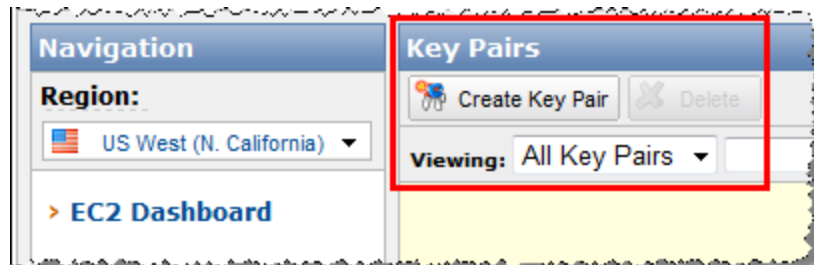 Navigation
Region:
US West (N. California)
> EC2 Dashboard
Key Pairs
Create Key Pair Delete
Viewing: All Key Pairs